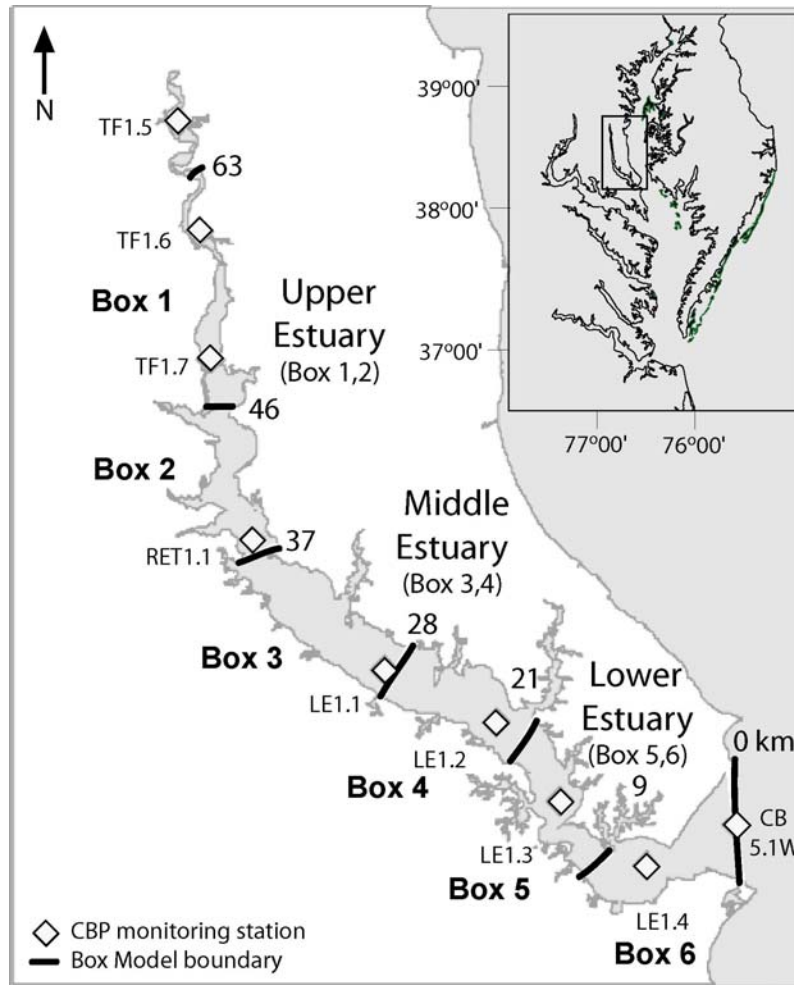 N
TF1.5
63
TF1.6
Box 1
Upper
Estuary
(Box 1,2)
TF1.7
46
Box 2
RET1.1
37
Middle
Estuary
(Box 3,4)
28
Box 3
LE1.1
21
Lower
Estuary
(Box 5,6)
9
LE1.2
Box 4
0 km
CB
5.1W
LE1.3
Box 5
LE1.4
Box 6
39°00'
38°00'
37°00'
77°00'
76°00'
CBP monitoring station
Box Model boundary